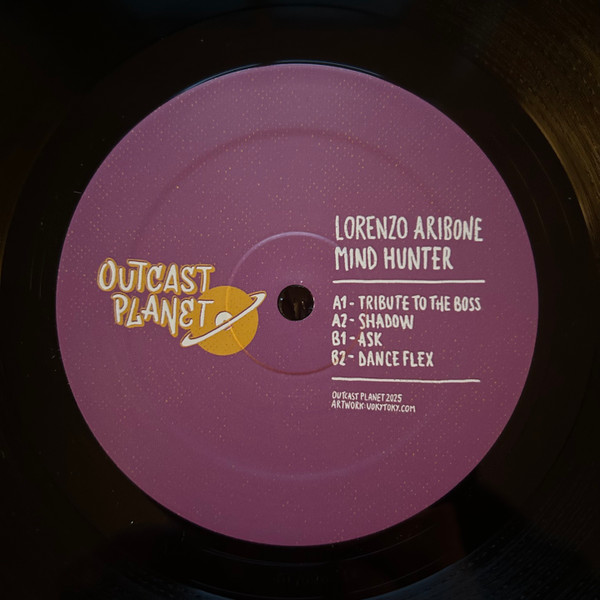 OUTCAST
PLANET
LORENZO ARIBONE
MIND HUNTER
A1 - TRIBUTE TO THE BOSS
A2 - SHADOW
B1 - ASK
B2 - DANCE FLEX
OUTCAST PLANET 2025
ARTWORK: UOKYTOKY.COM